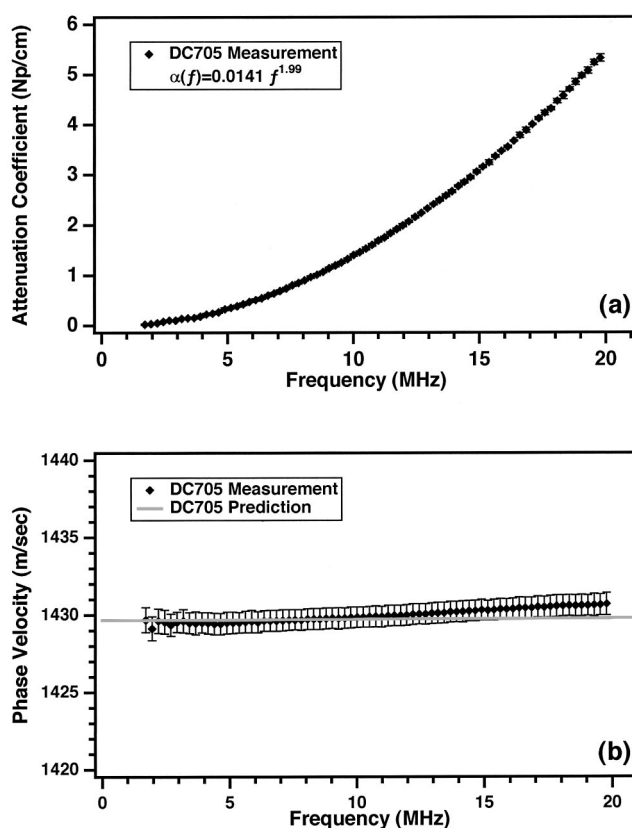 6
5
4
3
2
1
0
Attenuation Coefficient (Np/cm)
DC705 Measurement
α(f)=0.0141 f^1.99
(a)
0 5 10 15 20
Frequency (MHz)
1440
1435
1430
1425
1420
Phase Velocity (m/sec)
DC705 Measurement
DC705 Prediction
(b)
0 5 10 15 20
Frequency (MHz)